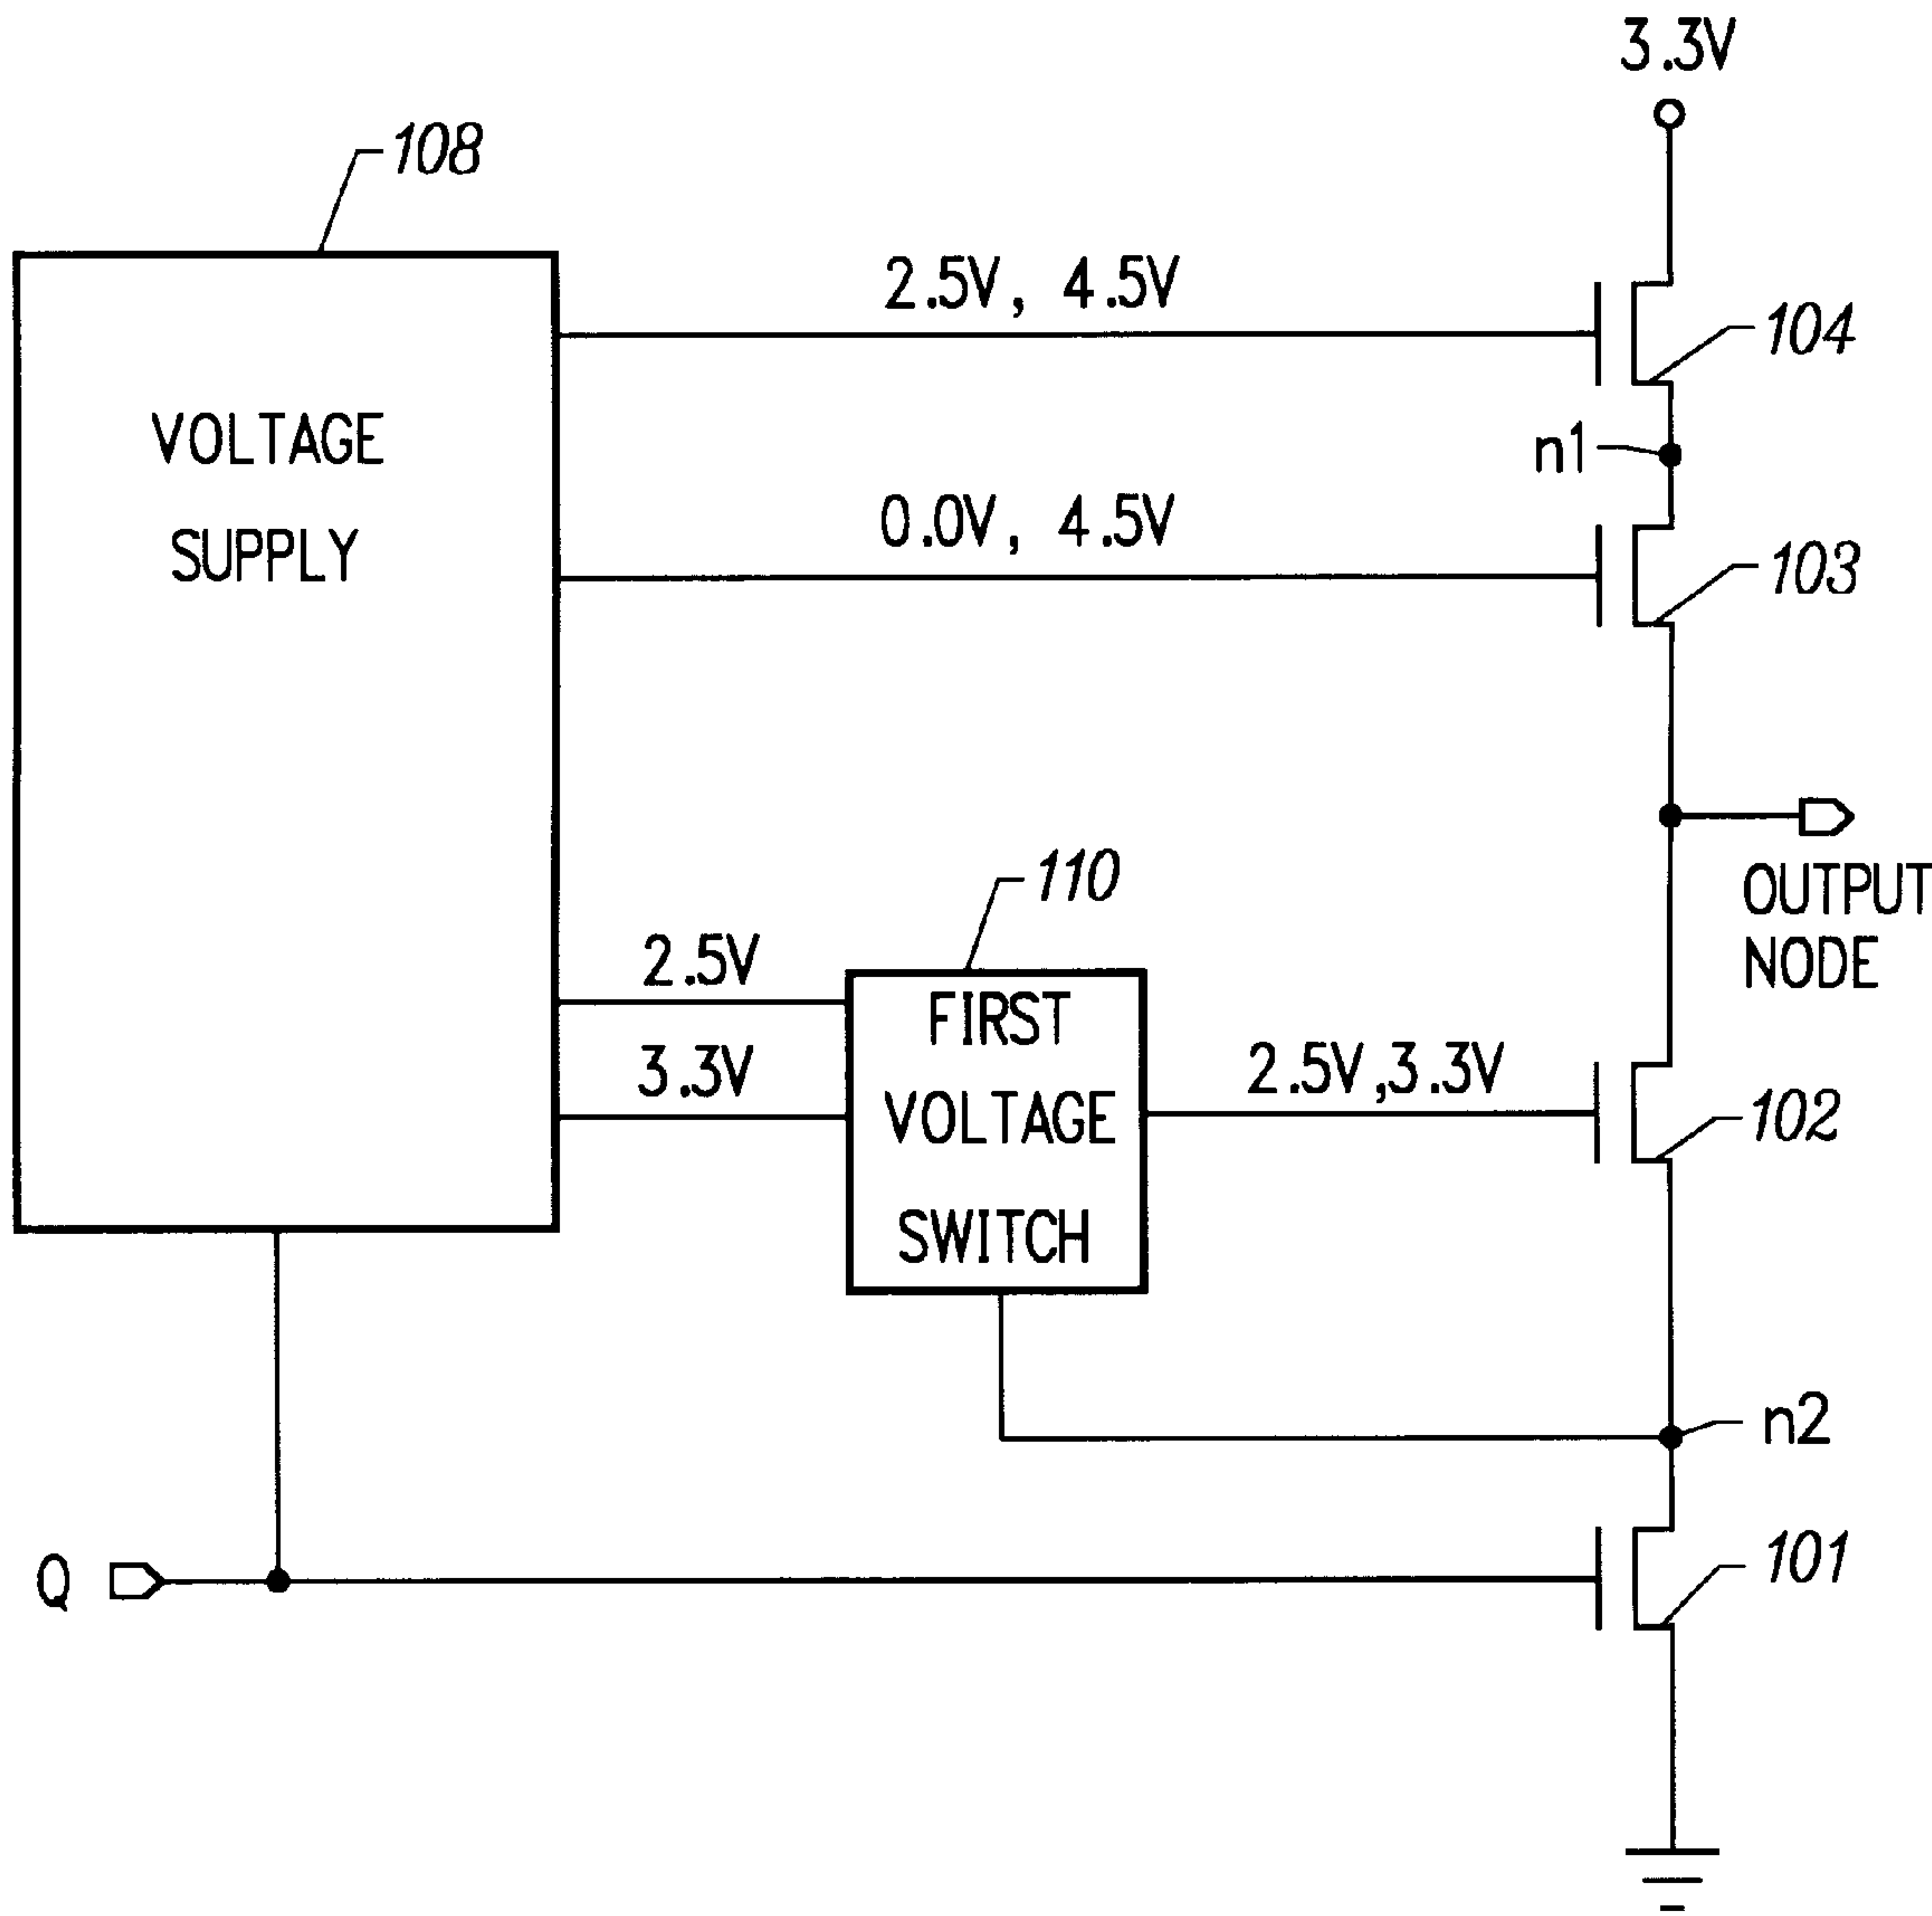 3.3V
108
2.5V, 4.5V
104
VOLTAGE
SUPPLY
n1
0.0V, 4.5V
103
110
OUTPUT
NODE
2.5V
3.3V
FIRST
VOLTAGE
SWITCH
2.5V,3.3V
102
n2
Q
101